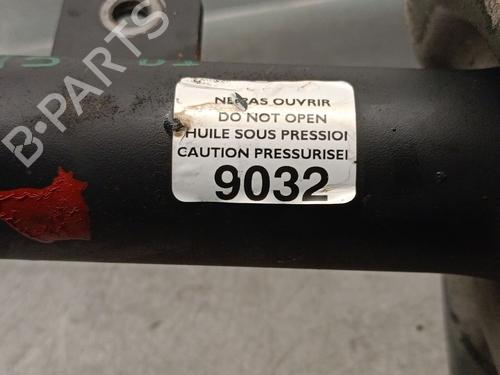 NE PAS OUVRIR
DO NOT OPEN
HUILE SOUS PRESSION
CAUTION PRESSURISE
9032
B-PARTS